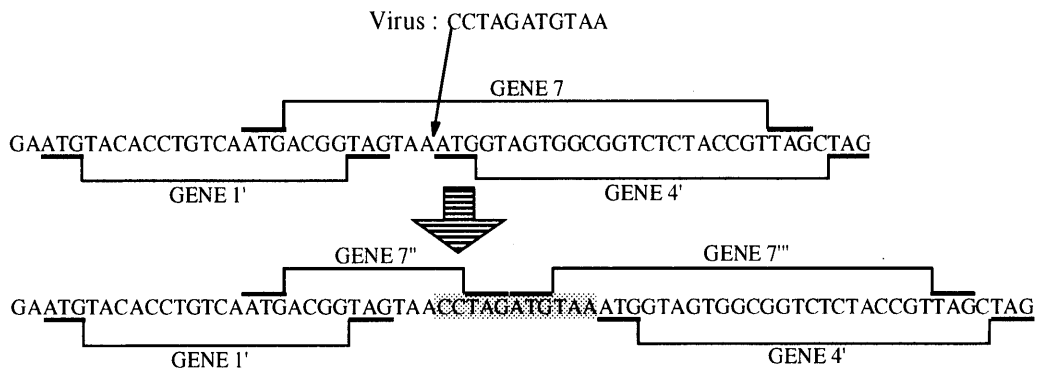 Virus : CCTAGATGTAA
GENE 7
GAATGTACACCTGTCAATGACGGTAGTAAATGGTAGTGGCGGTCTCTACCGTTAGCTAG
GENE 1' GENE 4'
GENE 7" GENE 7'"
GAATGTACACCTGTCAATGACGGTAGTAACCTAGATGTAAATGGTAGTGGCGGTCTCTACCGTTAGCTAG
GENE 1' GENE 4'